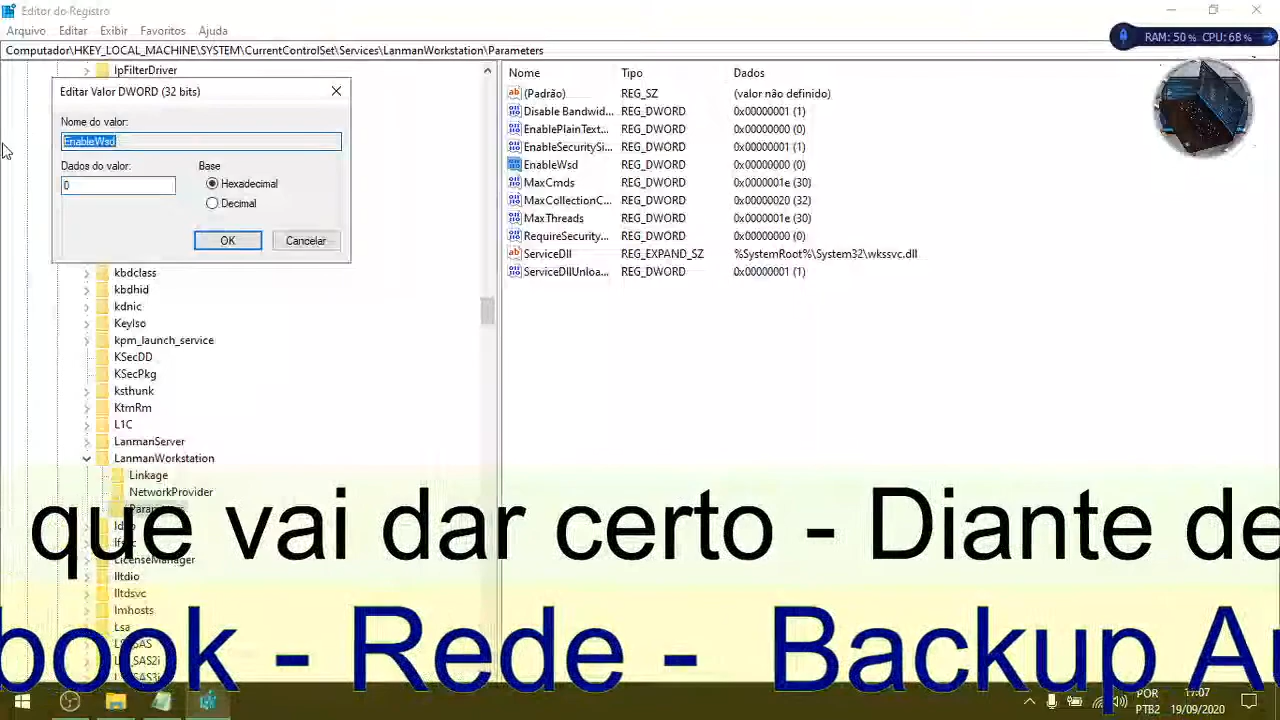 Editor do Registro
Arquivo Editar Exibir Favoritos Ajuda
Computador\HKEY_LOCAL_MACHINE\SYSTEM\CurrentControlSet\Services\LanmanWorkstation\Parameters
RAM: 50 % CPU: 68 %
IpFilterDriver
Editar Valor DWORD (32 bits)
Nome do valor:
EnableWsd
Dados do valor:
0
Base
Hexadecimal
Decimal
OK
Cancelar
kbdclass
kbdhid
kdnic
KeyIso
kpm_launch_service
KSecDD
KSecPkg
ksthunk
KtmRm
L1C
LanmanServer
LanmanWorkstation
Linkage
NetworkProvider
Parameters
LicenseManager
lltdio
lltdsvc
lmhosts
Lsa
LSI_SAS
LSI_SAS2i
Nome Tipo Dados
(Padrão) REG_SZ (valor não definido)
Disable Bandwid... REG_DWORD 0x00000001 (1)
EnablePlainText... REG_DWORD 0x00000000 (0)
EnableSecuritySi... REG_DWORD 0x00000001 (1)
EnableWsd REG_DWORD 0x00000000 (0)
MaxCmds REG_DWORD 0x0000001e (30)
MaxCollectionC... REG_DWORD 0x00000020 (32)
MaxThreads REG_DWORD 0x0000001e (30)
RequireSecurity... REG_DWORD 0x00000000 (0)
ServiceDll REG_EXPAND_SZ %SystemRoot%\System32\wkssvc.dll
ServiceDllUnloa... REG_DWORD 0x00000001 (1)
que vai dar certo - Diante de
book - Rede - Backup Au
POR
PTB2
17:07
19/09/2020